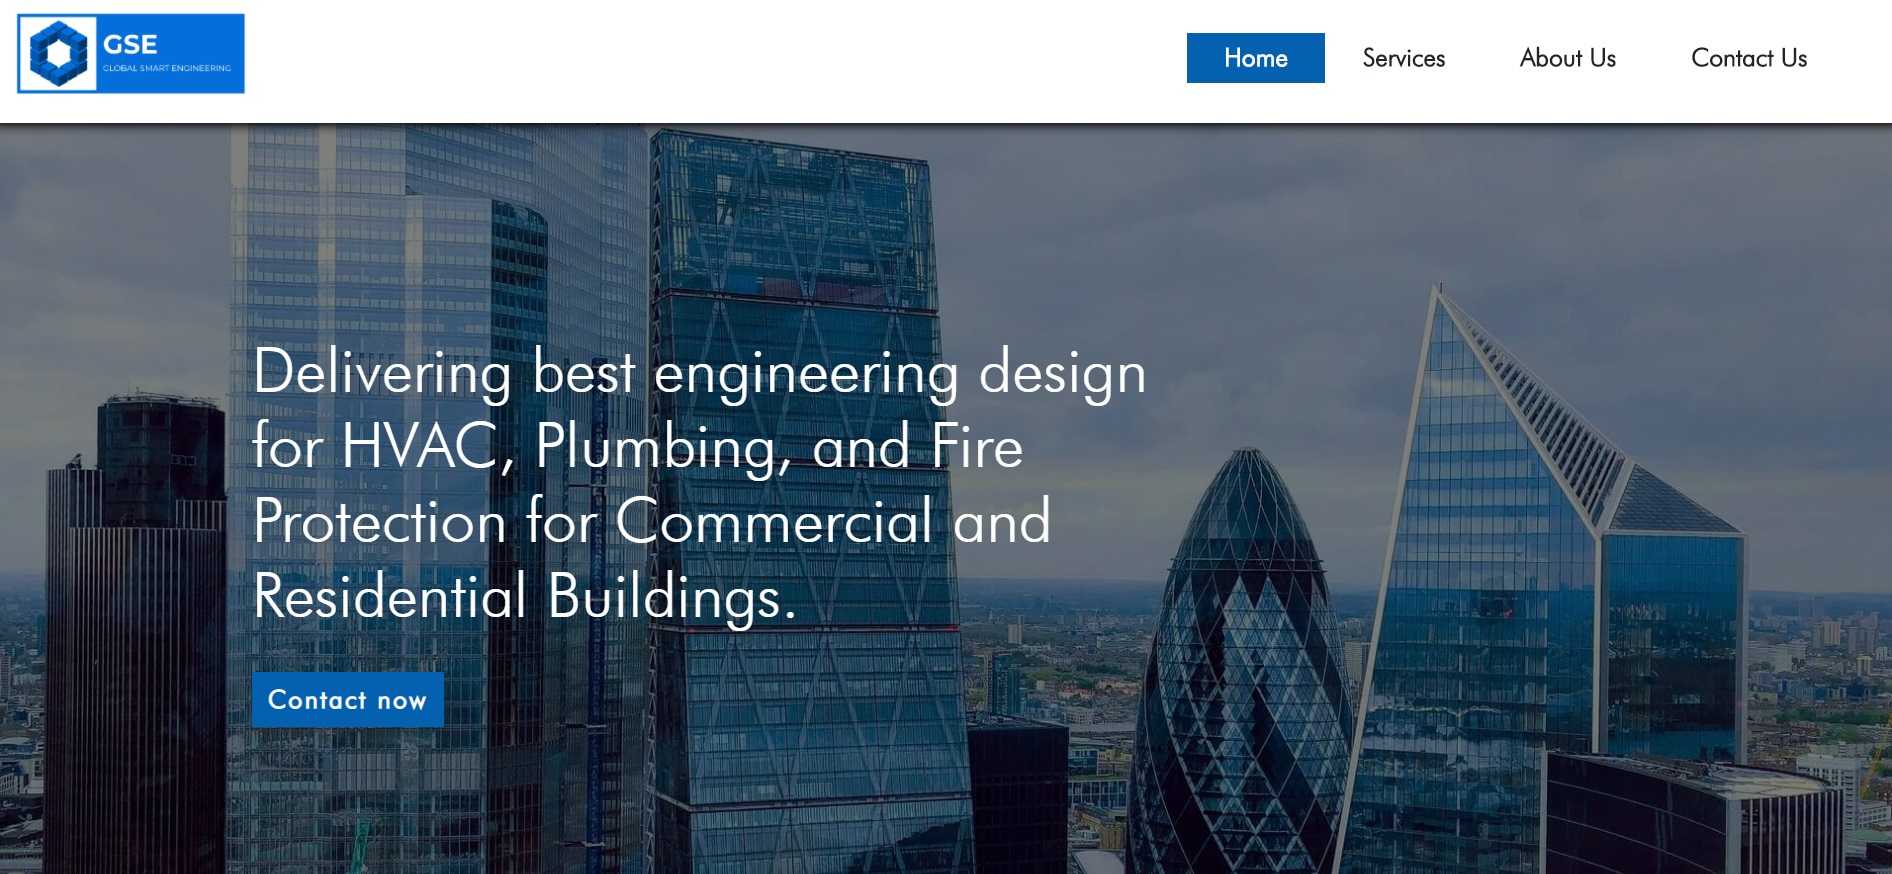 GSE
GLOBAL SMART ENGINEERING
Home
Services
About Us
Contact Us
Delivering best engineering design
for HVAC, Plumbing, and Fire
Protection for Commercial and
Residential Buildings.
Contact now